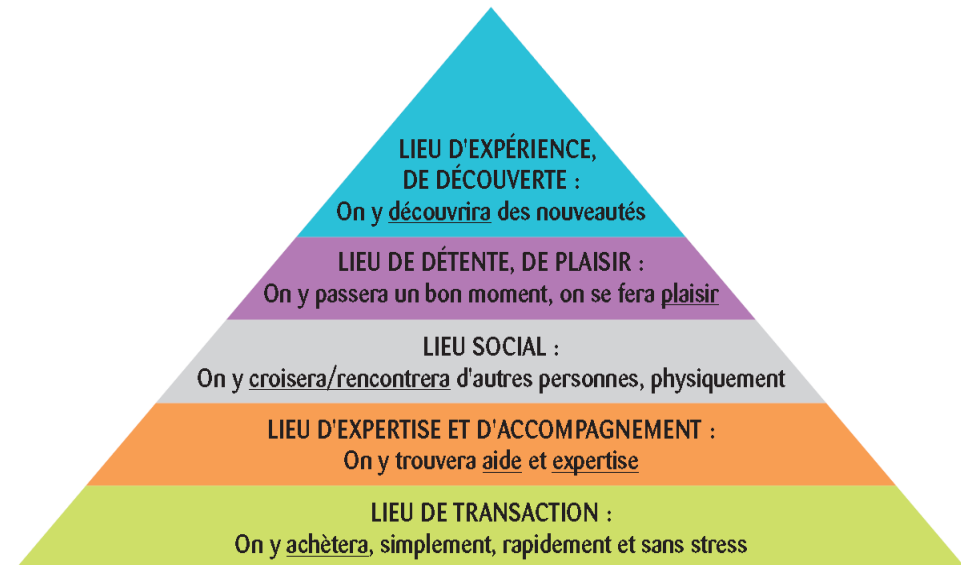 LIEU D'EXPÉRIENCE,
DE DÉCOUVERTE :
On y découvrira des nouveautés
LIEU DE DÉTENTE, DE PLAISIR :
On y passera un bon moment, on se fera plaisir
LIEU SOCIAL :
On y croisera/rencontrera d'autres personnes, physiquement
LIEU D'EXPERTISE ET D'ACCOMPAGNEMENT :
On y trouvera aide et expertise
LIEU DE TRANSACTION :
On y achètera, simplement, rapidement et sans stress